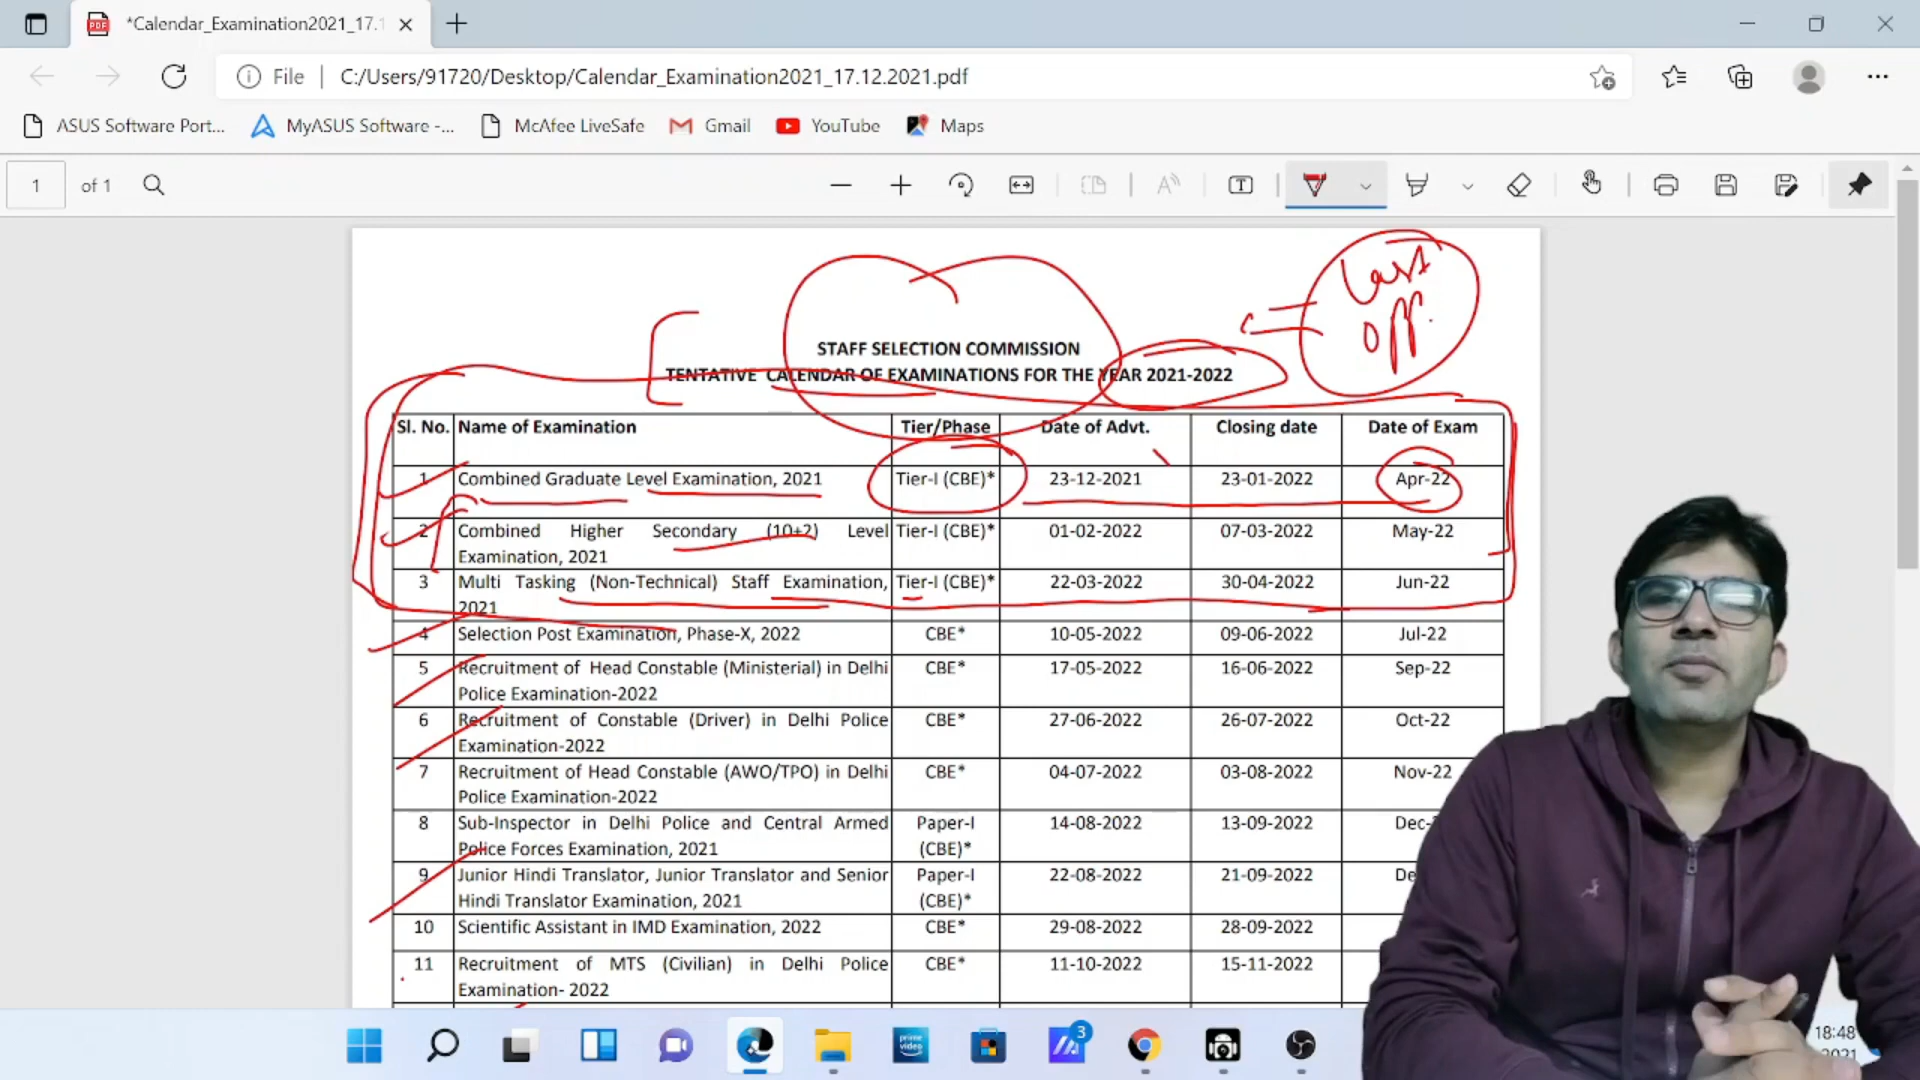 *Calendar_Examination2021_17.1
File
C:/Users/91720/Desktop/Calendar_Examination2021_17.12.2021.pdf
ASUS Software Port... MyASUS Software -... McAfee LiveSafe Gmail YouTube Maps
1 of 1
Last
opp.
STAFF SELECTION COMMISSION
TENTATIVE CALENDAR OF EXAMINATIONS FOR THE YEAR 2021-2022
Sl. No. Name of Examination Tier/Phase Date of Advt. Closing date Date of Exam
1 Combined Graduate Level Examination, 2021 Tier-I (CBE)* 23-12-2021 23-01-2022 Apr-22
2 Combined Higher Secondary (10+2) Level Tier-I (CBE)* 01-02-2022 07-03-2022 May-22
Examination, 2021
3 Multi Tasking (Non-Technical) Staff Examination, Tier-I (CBE)* 22-03-2022 30-04-2022 Jun-22
2021
4 Selection Post Examination, Phase-X, 2022 CBE* 10-05-2022 09-06-2022 Jul-22
5 Recruitment of Head Constable (Ministerial) in Delhi CBE* 17-05-2022 16-06-2022 Sep-22
Police Examination-2022
6 Recruitment of Constable (Driver) in Delhi Police CBE* 27-06-2022 26-07-2022 Oct-22
Examination-2022
7 Recruitment of Head Constable (AWO/TPO) in Delhi CBE* 04-07-2022 03-08-2022 Nov-22
Police Examination-2022
8 Sub-Inspector in Delhi Police and Central Armed Paper-I 14-08-2022 13-09-2022 Dec-
Police Forces Examination, 2021 (CBE)*
9 Junior Hindi Translator, Junior Translator and Senior Paper-I 22-08-2022 21-09-2022 De
Hindi Translator Examination, 2021 (CBE)*
10 Scientific Assistant in IMD Examination, 2022 CBE* 29-08-2022 28-09-2022
11 Recruitment of MTS (Civilian) in Delhi Police CBE* 11-10-2022 15-11-2022
Examination- 2022
prime video
3
18:48
2021